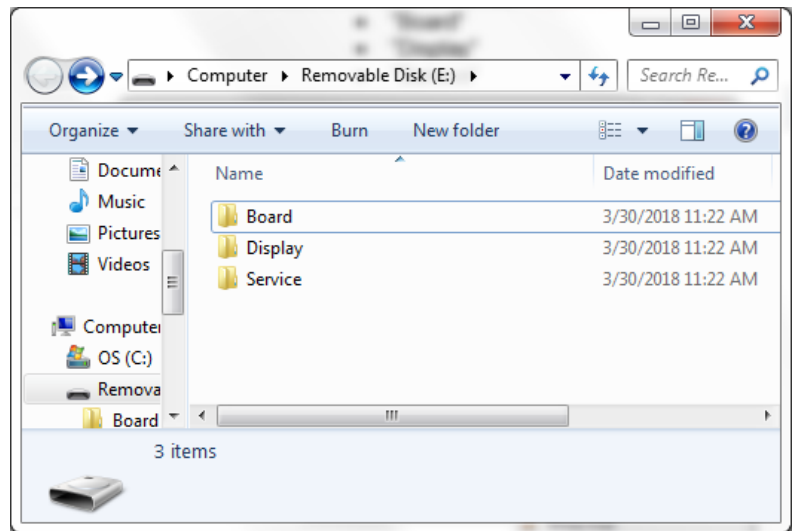 "Board"
"Display"
Computer Removable Disk (E:) Search Re...
Organize Share with Burn New folder
Docume
Music
Pictures
Videos
Computer
OS (C:)
Remova
Board
Name Date modified
Board 3/30/2018 11:22 AM
Display 3/30/2018 11:22 AM
Service 3/30/2018 11:22 AM
3 items